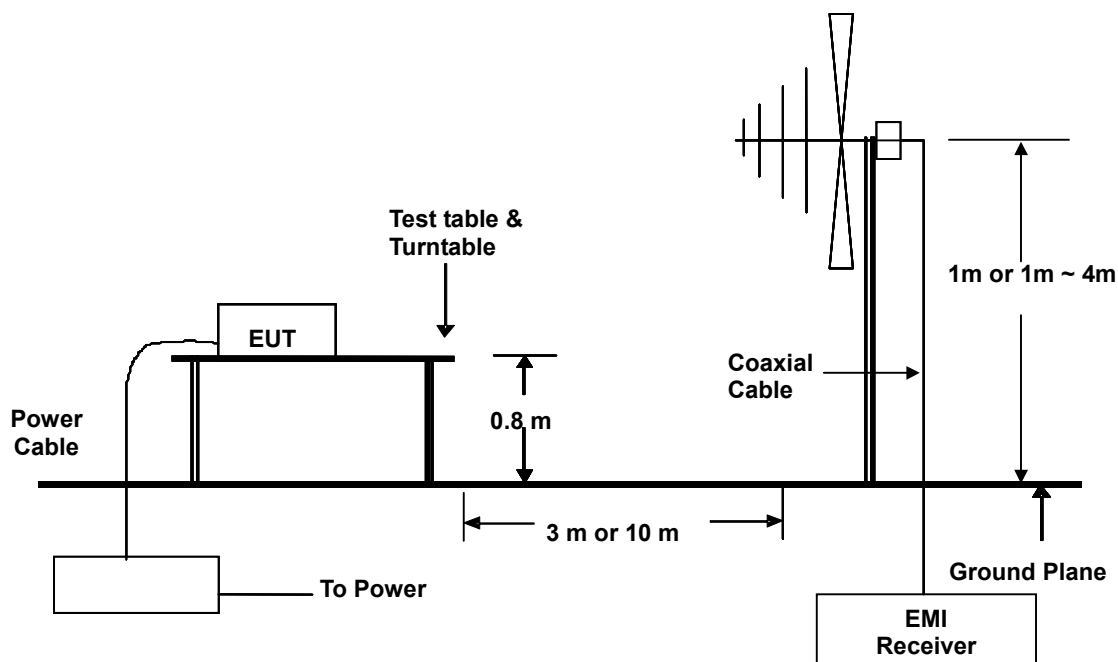 Test table &
Turntable
1m or 1m ~ 4m
EUT
Coaxial
Cable
0.8 m
Power
Cable
3 m or 10 m
Ground Plane
To Power
EMI
Receiver